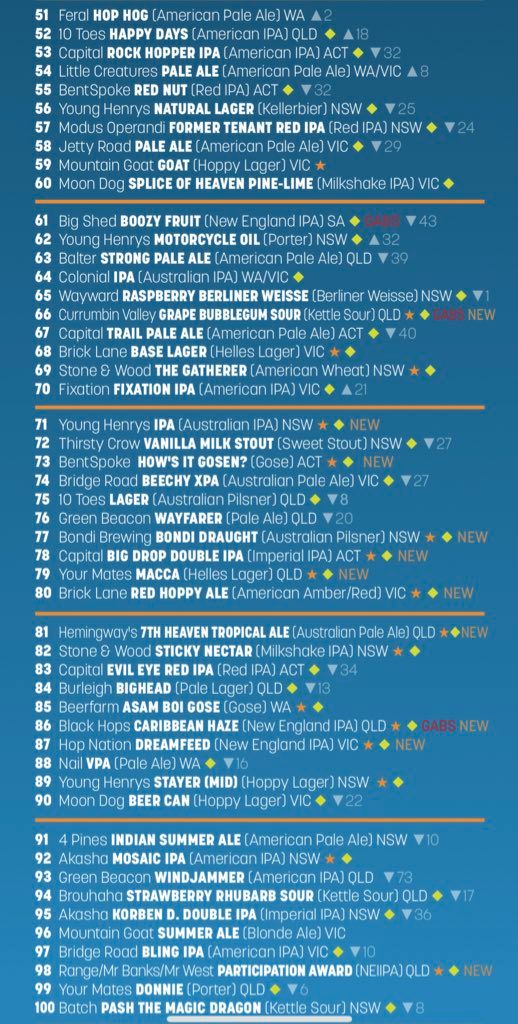 51 Feral HOP HOG (American Pale Ale) WA ▲2
52 10 Toes HAPPY DAYS (American IPA) QLD ◆ ▲18
53 Capital ROCK HOPPER IPA (American IPA) ACT ◆ ▼32
54 Little Creatures PALE ALE (American Pale Ale) WA/VIC ▲8
55 BentSpoke RED NUT (Red IPA) ACT ◆ ▼32
56 Young Henrys NATURAL LAGER (Kellerbier) NSW ◆ ▼25
57 Modus Operandi FORMER TENANT RED IPA (Red IPA) NSW ◆ ▼24
58 Jetty Road PALE ALE (American Pale Ale) VIC ◆ ▼29
59 Mountain Goat GOAT (Hoppy Lager) VIC ★
60 Moon Dog SPLICE OF HEAVEN PINE-LIME (Milkshake IPA) VIC ◆
61 Big Shed BOOZY FRUIT (New England IPA) SA ◆ GABS ▼43
62 Young Henrys MOTORCYCLE OIL (Porter) NSW ◆ ▲32
63 Balter STRONG PALE ALE (American Pale Ale) QLD ▼39
64 Colonial IPA (Australian IPA) WA/VIC ◆
65 Wayward RASPBERRY BERLINER WEISSE (Berliner Weisse) NSW ◆ ▼1
66 Currumbin Valley GRAPE BUBBLEGUM SOUR (Kettle Sour) QLD ★ ◆ GABS NEW
67 Capital TRAIL PALE ALE (American Pale Ale) ACT ◆ ▼40
68 Brick Lane BASE LAGER (Helles Lager) VIC ★ ◆
69 Stone & Wood THE GATHERER (American Wheat) NSW ★ ◆
70 Fixation FIXATION IPA (American IPA) VIC ◆ ▲21
71 Young Henrys IPA (Australian IPA) NSW ★ ◆ NEW
72 Thirsty Crow VANILLA MILK STOUT (Sweet Stout) NSW ◆ ▼27
73 BentSpoke HOW'S IT GOSEN? (Gose) ACT ★ ◆ NEW
74 Bridge Road BEECHY XPA (Australian Pale Ale) VIC ◆ ▼27
75 10 Toes LAGER (Australian Pilsner) QLD ◆ ▼8
76 Green Beacon WAYFARER (Pale Ale) QLD ▼20
77 Bondi Brewing BONDI DRAUGHT (Australian Pilsner) NSW ★ ◆ NEW
78 Capital BIG DROP DOUBLE IPA (Imperial IPA) ACT ★ ◆ NEW
79 Your Mates MACCA (Helles Lager) QLD ★ ◆ NEW
80 Brick Lane RED HOPPY ALE (American Amber/Red) VIC ★ ◆ NEW
81 Hemingway's 7TH HEAVEN TROPICAL ALE (Australian Pale Ale) QLD ★◆NEW
82 Stone & Wood STICKY NECTAR (Milkshake IPA) NSW ★ ◆
83 Capital EVIL EYE RED IPA (Red IPA) ACT ◆ ▼34
84 Burleigh BIGHEAD (Pale Lager) QLD ◆ ▼13
85 Beerfarm ASAM BOI GOSE (Gose) WA ★ ◆
86 Black Hops CARIBBEAN HAZE (New England IPA) QLD ★ ◆ GABS NEW
87 Hop Nation DREAMFEED (New England IPA) VIC ★ ◆ NEW
88 Nail VPA (Pale Ale) WA ◆ ▼16
89 Young Henrys STAYER (MID) (Hoppy Lager) NSW ★ ◆
90 Moon Dog BEER CAN (Hoppy Lager) VIC ◆ ▼22
91 4 Pines INDIAN SUMMER ALE (American Pale Ale) NSW ▼10
92 Akasha MOSAIC IPA (American IPA) NSW ★ ◆
93 Green Beacon WINDJAMMER (American IPA) QLD ▼73
94 Brouhaha STRAWBERRY RHUBARB SOUR (Kettle Sour) QLD ◆ ▼17
95 Akasha KORBEN D. DOUBLE IPA (Imperial IPA) NSW ◆ ▼36
96 Mountain Goat SUMMER ALE (Blonde Ale) VIC
97 Bridge Road BLING IPA (American IPA) VIC ◆ ▼10
98 Range/Mr Banks/Mr West PARTICIPATION AWARD (NEIIPA) QLD ★ ◆ NEW
99 Your Mates DONNIE (Porter) QLD ◆ ▼6
100 Batch PASH THE MAGIC DRAGON (Kettle Sour) NSW ◆ ▼8